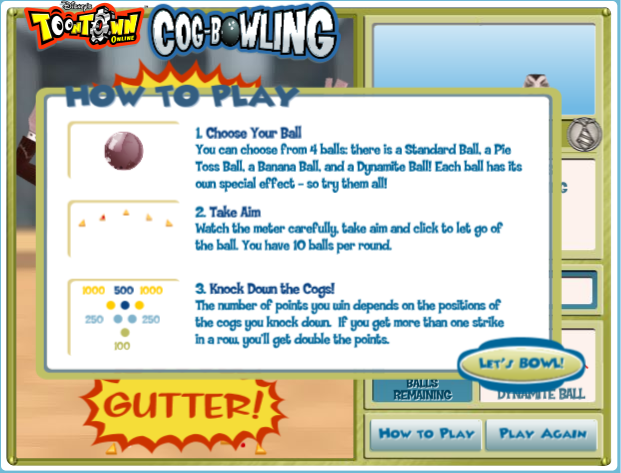 Disney's
TOONTOWN
ONLINE
COG-BOWLING
HOW TO PLAY
1. Choose Your Ball
You can choose from 4 balls: there is a Standard Ball, a Pie
Toss Ball, a Banana Ball, and a Dynamite Ball! Each ball has its
own special effect - so try them all!
2. Take Aim
Watch the meter carefully, take aim and click to let go of
the ball. You have 10 balls per round.
1000 500 1000
250 250
100
3. Knock Down the Cogs!
The number of points you win depends on the positions of
the cogs you knock down. If you get more than one strike
in a row, you'll get double the points.
LET'S BOWL!
BALLS
REMAINING
DYNAMITE BALL
GUTTER!
HOW TO PLAY
PLAY AGAIN